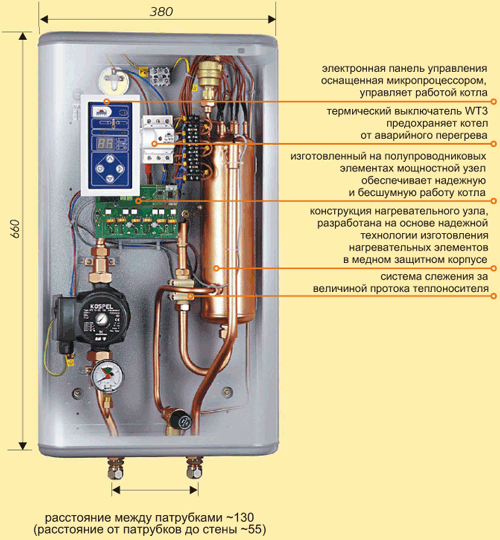 380
электронная панель управления
оснащенная микропроцессором,
управляет работой котла
термический выключатель WT3
предохраняет котел
от аварийного перегрева
изготовленный на полупроводниковых
элементах мощностной узел
обеспечивает надежную
и бесшумную работу котла
660
конструкция нагревательного узла,
разработана на основе надежной
технологии изготовления
нагревательных элементов
в медном защитном корпусе
система слежения за
величиной протока теплоносителя
KOSPEL
расстояние между патрубками ~130
(расстояние от патрубков до стены ~55)